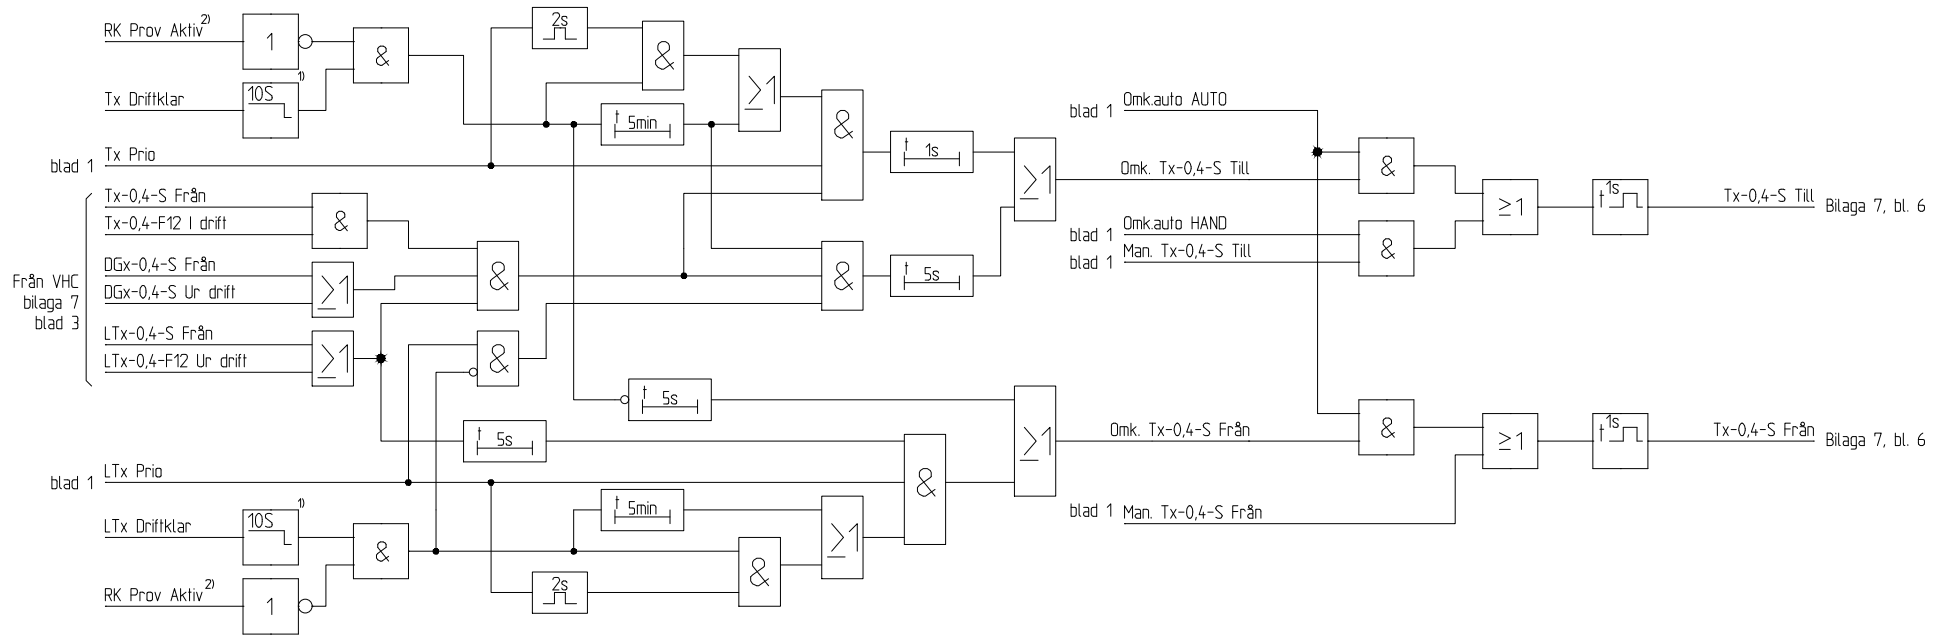 RK Prov Aktiv 2)
1
&
2s
&
≥1
Tx Driftklar
10S
1)
t 5min
&
blad 1
Tx Prio
t 1s
≥1
Tx-0,4-S Från
Tx-0,4-F12 I drift
&
DGx-0,4-S Från
DGx-0,4-S Ur drift
≥1
&
&
t 5s
Från VHC
bilaga 7
blad 3
LTx-0,4-S Från
LTx-0,4-F12 Ur drift
≥1
&
t 5s
t 5s
≥1
blad 1
LTx Prio
&
LTx Driftklar
10S
1)
&
t 5min
≥1
&
2s
RK Prov Aktiv 2)
1
blad 1
Omk.auto AUTO
Omk. Tx-0,4-S Till
&
blad 1
Omk.auto HAND
blad 1
Man. Tx-0,4-S Till
&
≥1
t 1s
Tx-0,4-S Till
Bilaga 7, bl. 6
Omk. Tx-0,4-S Från
&
≥1
t 1s
Tx-0,4-S Från
Bilaga 7, bl. 6
blad 1
Man. Tx-0,4-S Från